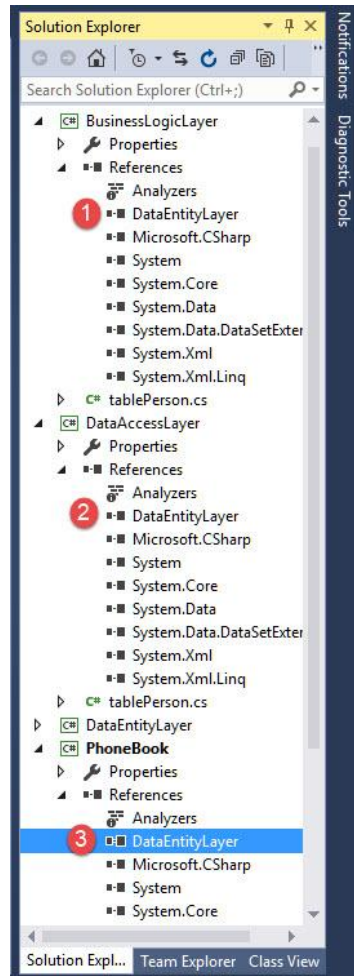 Solution Explorer
Search Solution Explorer (Ctrl+;)
C# BusinessLogicLayer
Properties
References
Analyzers
1 DataEntityLayer
Microsoft.CSharp
System
System.Core
System.Data
System.Data.DataSetExter
System.Xml
System.Xml.Linq
C# tablePerson.cs
C# DataAccessLayer
Properties
References
Analyzers
2 DataEntityLayer
Microsoft.CSharp
System
System.Core
System.Data
System.Data.DataSetExter
System.Xml
System.Xml.Linq
C# tablePerson.cs
C# DataEntityLayer
C# PhoneBook
Properties
References
Analyzers
3 DataEntityLayer
Microsoft.CSharp
System
System.Core
Solution Expl... Team Explorer Class View
Notifications
Diagnostic Tools